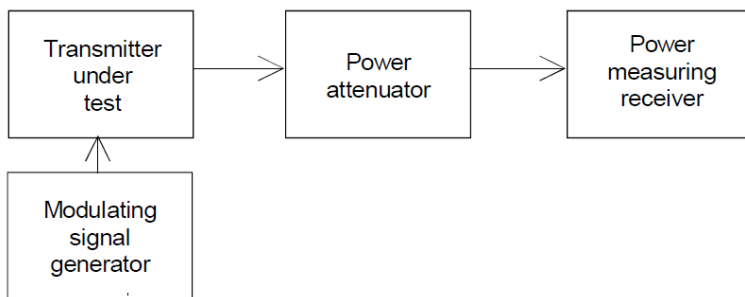 Transmitter
under
test
Power
attenuator
Power
measuring
receiver
Modulating
signal
generator